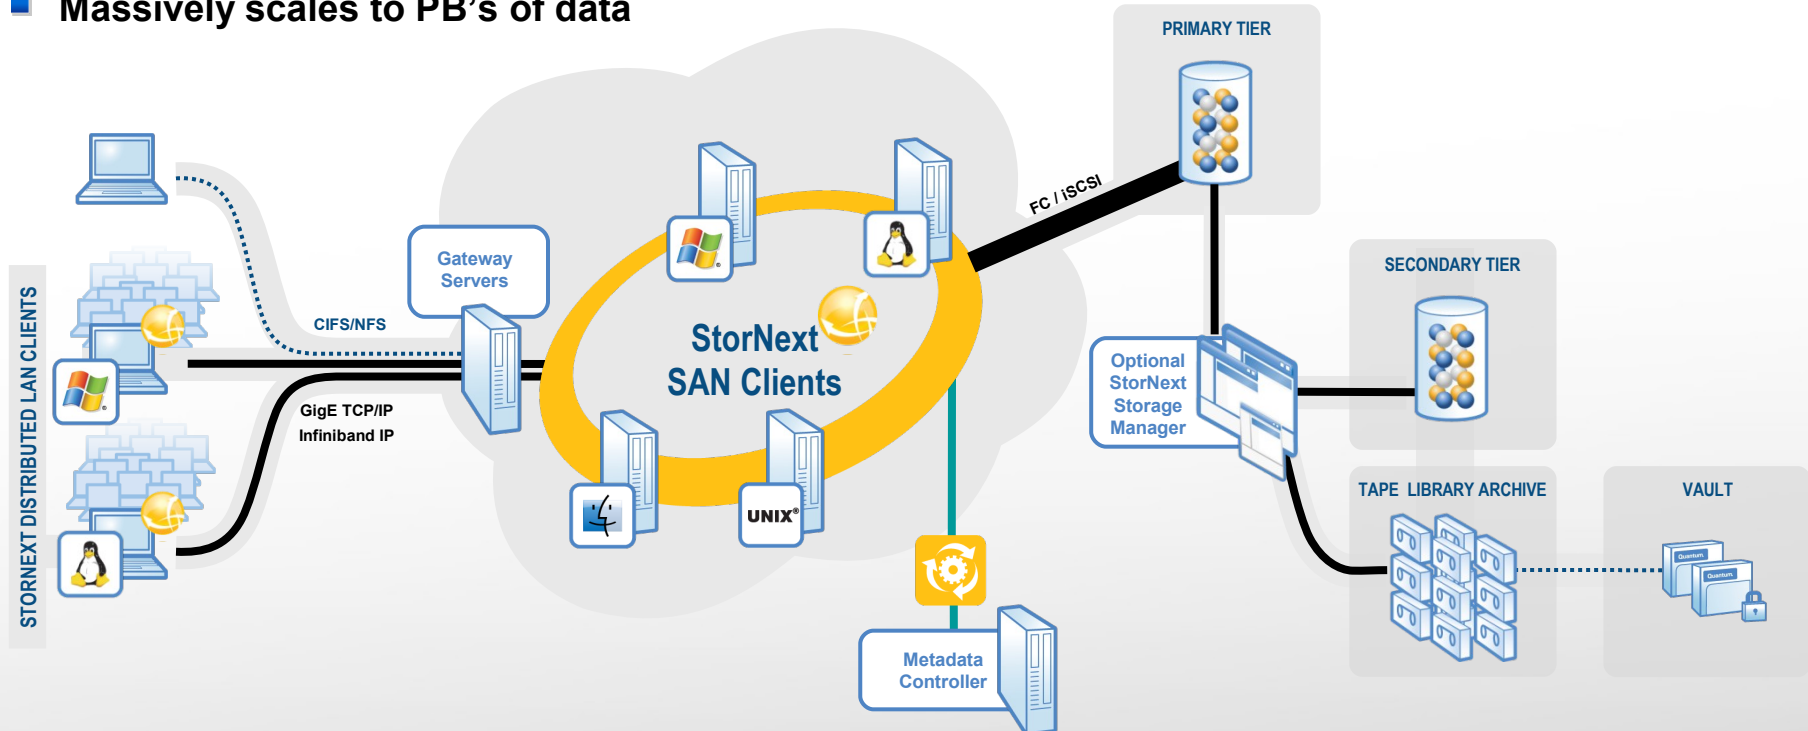 Massively scales to PB's of data
PRIMARY TIER
FC / iSCSI
SECONDARY TIER
Gateway
Servers
CIFS/NFS
StorNext
SAN Clients
Optional
StorNext
Storage
Manager
GigE TCP/IP
Infiniband IP
STORNEXT DISTRIBUTED LAN CLIENTS
UNIX®
TAPE LIBRARY ARCHIVE
VAULT
Quantum.
Quantum.
Metadata
Controller